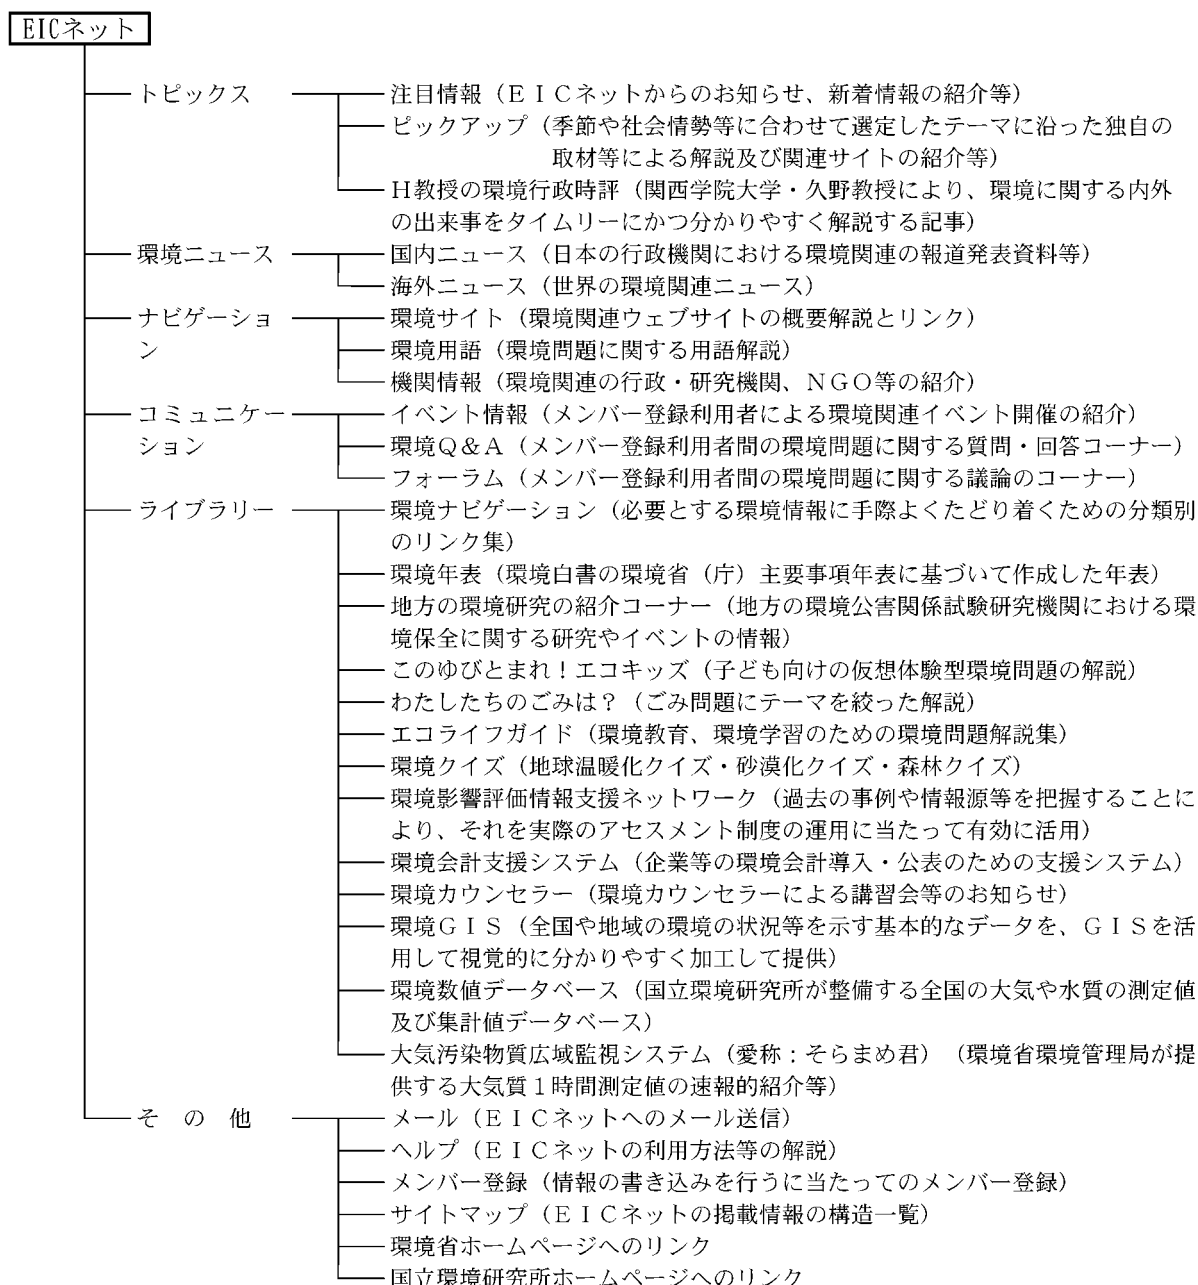 EICネット
トピックス 注目情報(EICネットからのお知らせ、新着情報の紹介等)
ピックアップ(季節や社会情勢等に合わせて選定したテーマに沿った独自の
取材等による解説及び関連サイトの紹介等)
H教授の環境行政時評(関西学院大学・久野教授により、環境に関する内外
の出来事をタイムリーにかつ分かりやすく解説する記事)
環境ニュース 国内ニュース(日本の行政機関における環境関連の報道発表資料等)
海外ニュース(世界の環境関連ニュース)
ナビゲーショ 環境サイト(環境関連ウェブサイトの概要解説とリンク)
ン 環境用語(環境問題に関する用語解説)
機関情報(環境関連の行政・研究機関、NGO等の紹介)
コミュニケー イベント情報(メンバー登録利用者による環境関連イベント開催の紹介)
ション 環境Q&A(メンバー登録利用者間の環境問題に関する質問・回答コーナー)
フォーラム(メンバー登録利用者間の環境問題に関する議論のコーナー)
ライブラリー 環境ナビゲーション(必要とする環境情報に手際よくたどり着くための分類別
のリンク集)
環境年表(環境白書の環境省(庁)主要事項年表に基づいて作成した年表)
地方の環境研究の紹介コーナー(地方の環境公害関係試験研究機関における環
境保全に関する研究やイベントの情報)
このゆびとまれ!エコキッズ(子ども向けの仮想体験型環境問題の解説)
わたしたちのごみは?(ごみ問題にテーマを絞った解説)
エコライフガイド(環境教育、環境学習のための環境問題解説集)
環境クイズ(地球温暖化クイズ・砂漠化クイズ・森林クイズ)
環境影響評価情報支援ネットワーク(過去の事例や情報源等を把握することに
より、それを実際のアセスメント制度の運用に当たって有効に活用)
環境会計支援システム(企業等の環境会計導入・公表のための支援システム)
環境カウンセラー(環境カウンセラーによる講習会等のお知らせ)
環境GIS(全国や地域の環境の状況等を示す基本的なデータを、GISを活
用して視覚的に分かりやすく加工して提供)
環境数値データベース(国立環境研究所が整備する全国の大気や水質の測定値
及び集計値データベース)
大気汚染物質広域監視システム(愛称:そらまめ君)(環境省環境管理局が提
供する大気質1時間測定値の速報的紹介等)
そ の 他 メール(EICネットへのメール送信)
ヘルプ(EICネットの利用方法等の解説)
メンバー登録(情報の書き込みを行うに当たってのメンバー登録)
サイトマップ(EICネットの掲載情報の構造一覧)
環境省ホームページへのリンク
国立環境研究所ホームページへのリンク